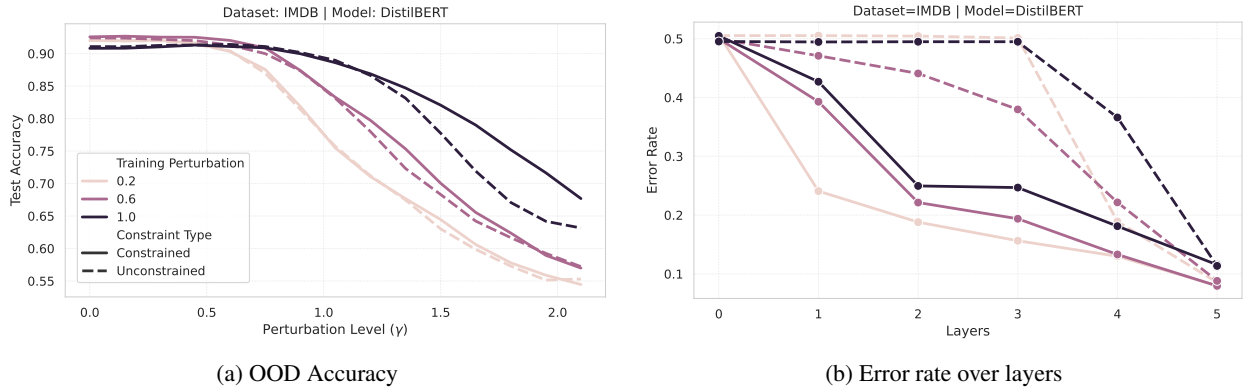 Dataset: IMDB | Model: DistilBERT
Test Accuracy
0.90
0.85
0.80
0.75
0.70
0.65
0.60
0.55
Training Perturbation
0.2
0.6
1.0
Constraint Type
Constrained
Unconstrained
0.0 0.5 1.0 1.5 2.0
Perturbation Level (γ)
(a) OOD Accuracy
Dataset=IMDB | Model=DistilBERT
Error Rate
0.5
0.4
0.3
0.2
0.1
0 1 2 3 4 5
Layers
(b) Error rate over layers